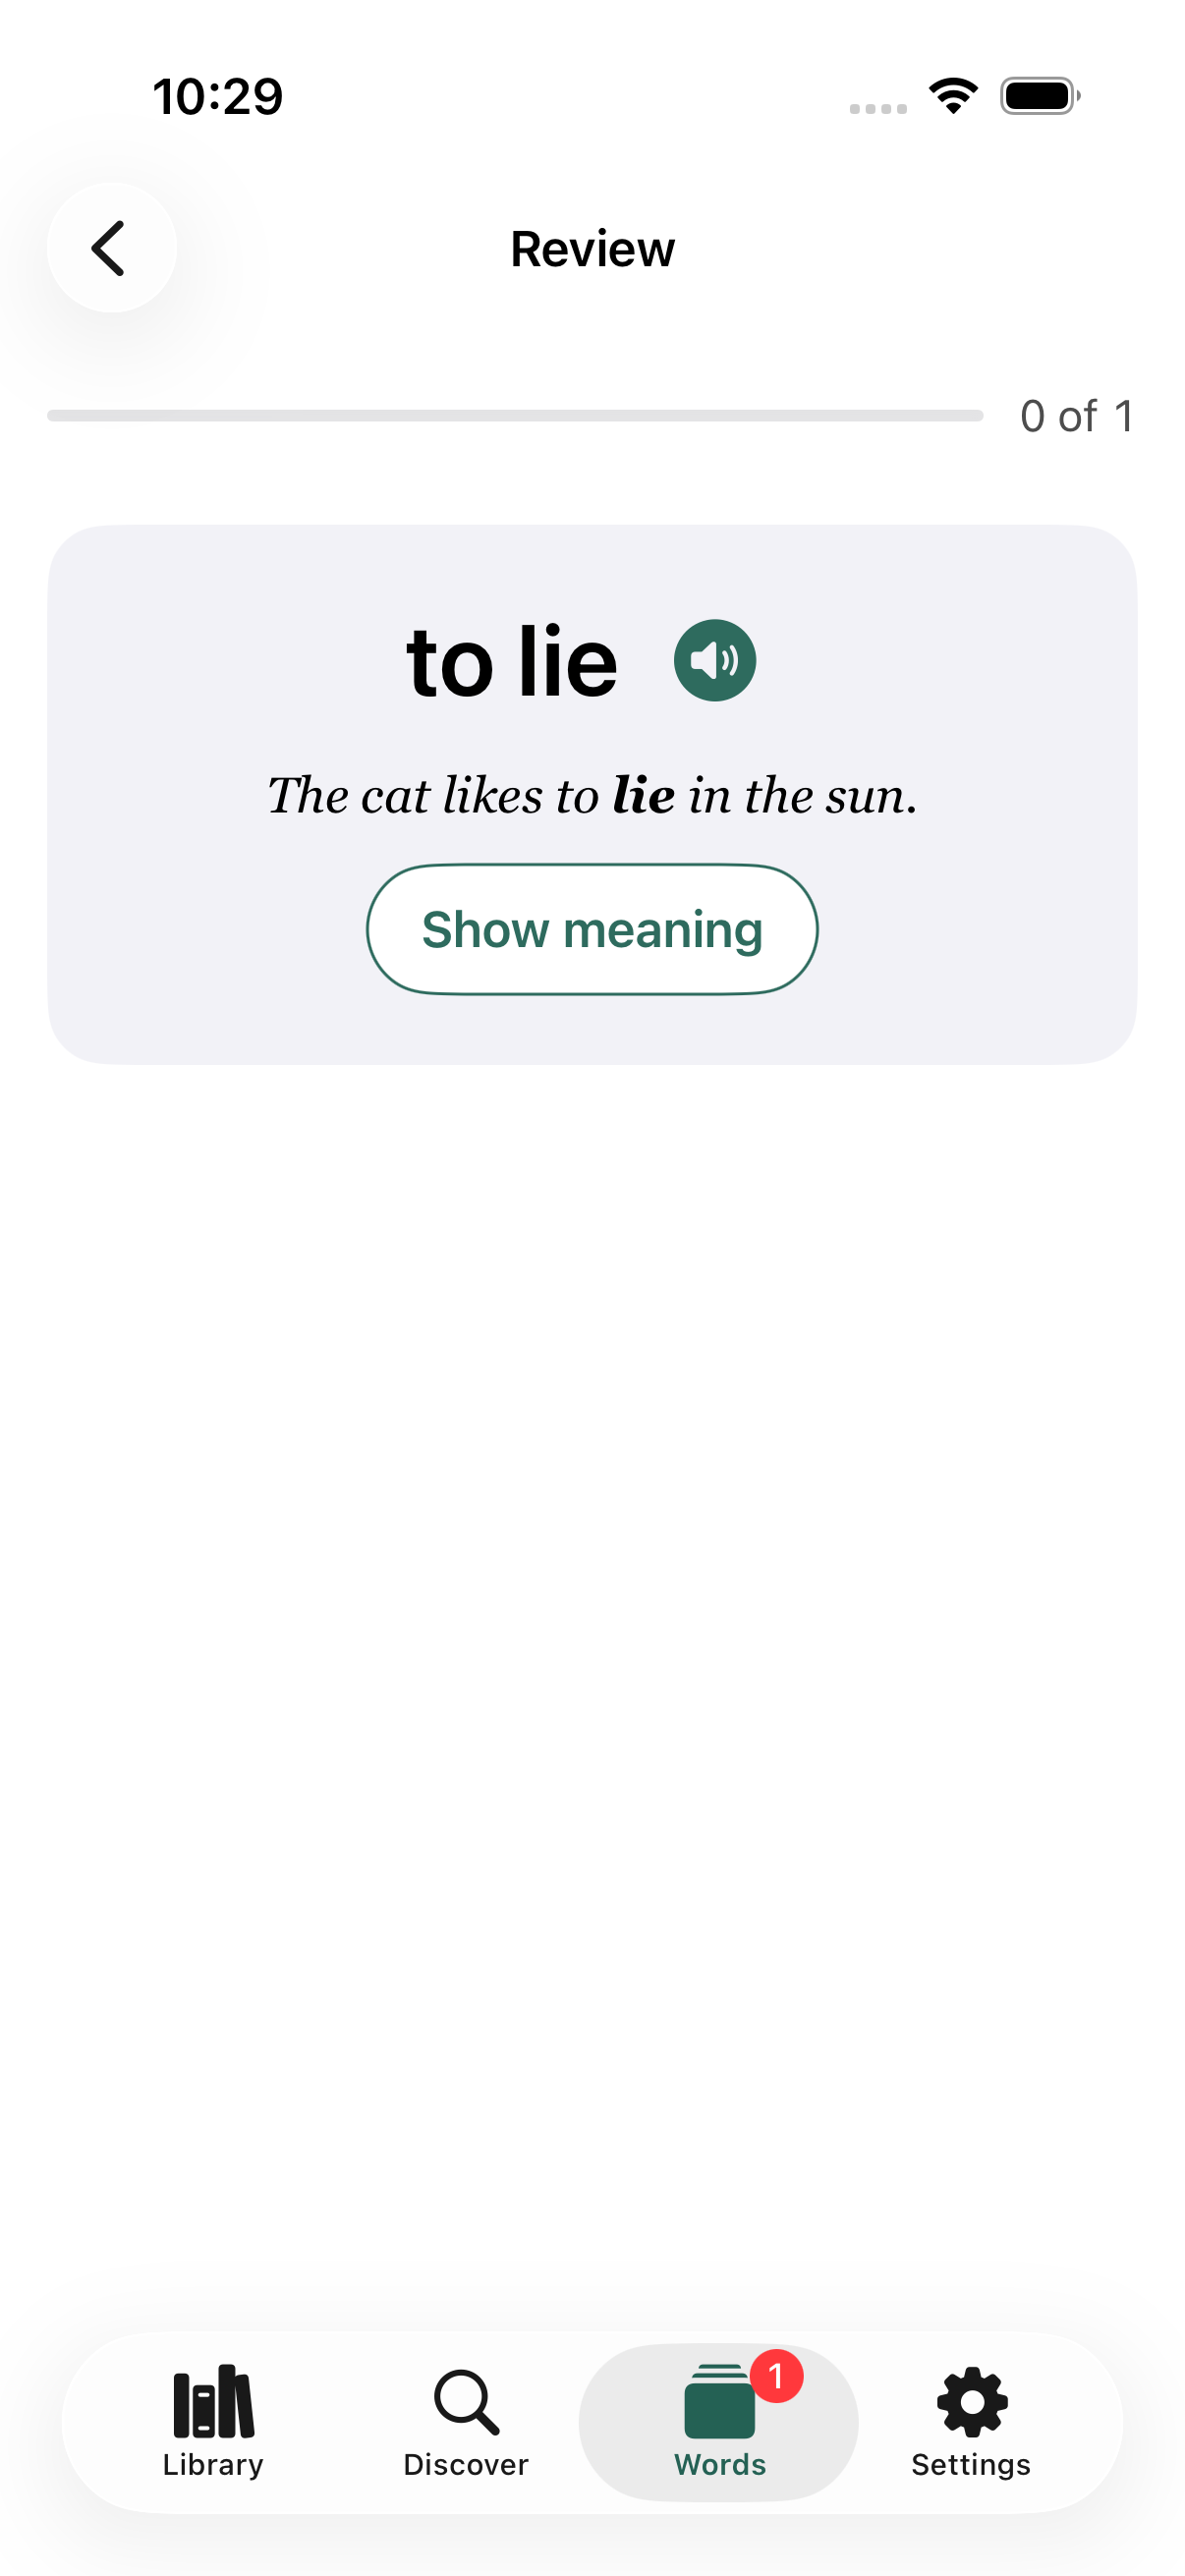 10:29
Review
0 of 1
to lie
The cat likes to lie in the sun.
Show meaning
1
Library
Discover
Words
Settings